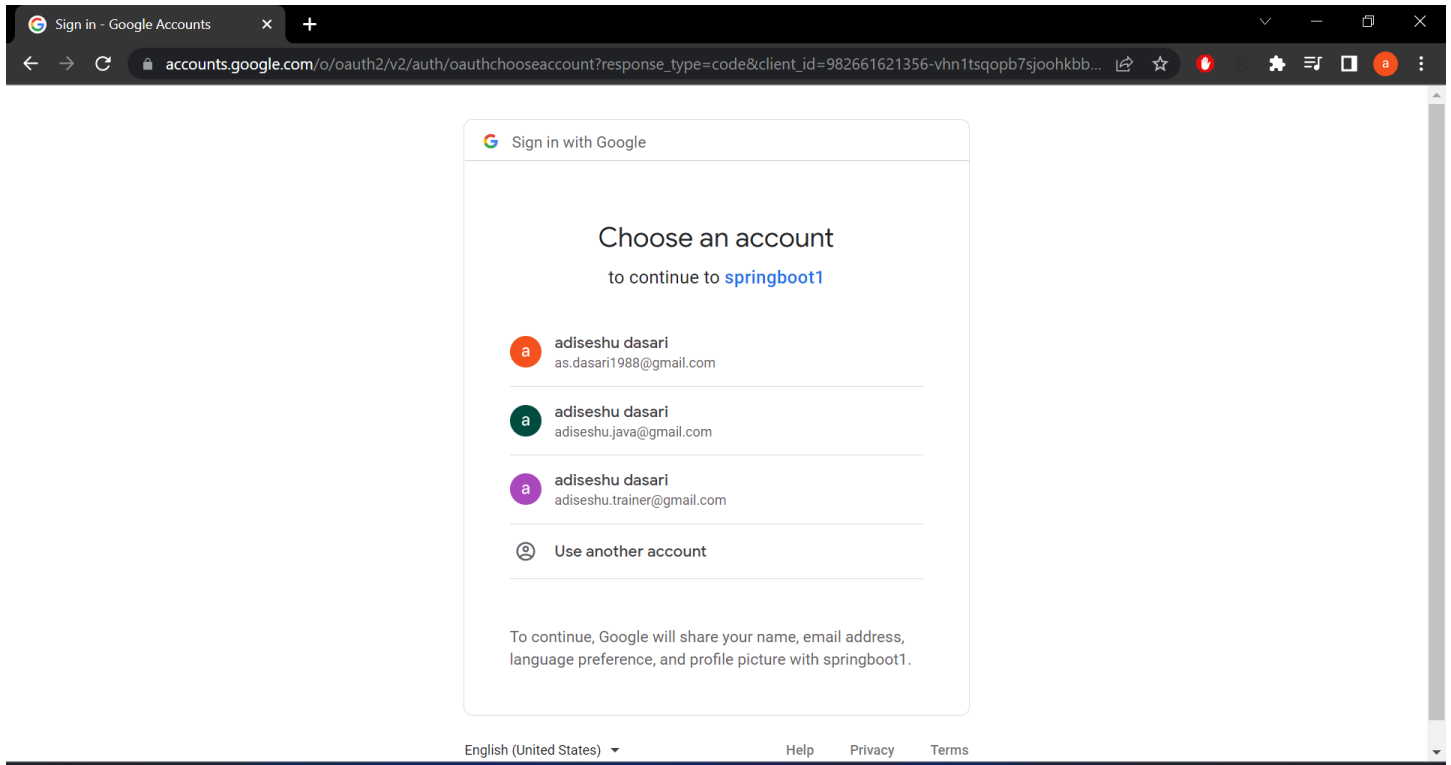 Sign in - Google Accounts
accounts.google.com/o/oauth2/v2/auth/oauthchooseaccount?response_type=code&client_id=982661621356-vhn1tsqopb7sjoohkbb...
a
Sign in with Google
Choose an account
to continue to springboot1
a
adiseshu dasari
as.dasari1988@gmail.com
a
adiseshu dasari
adiseshu.java@gmail.com
a
adiseshu dasari
adiseshu.trainer@gmail.com
Use another account
To continue, Google will share your name, email address,
language preference, and profile picture with springboot1.
English (United States)
Help
Privacy
Terms